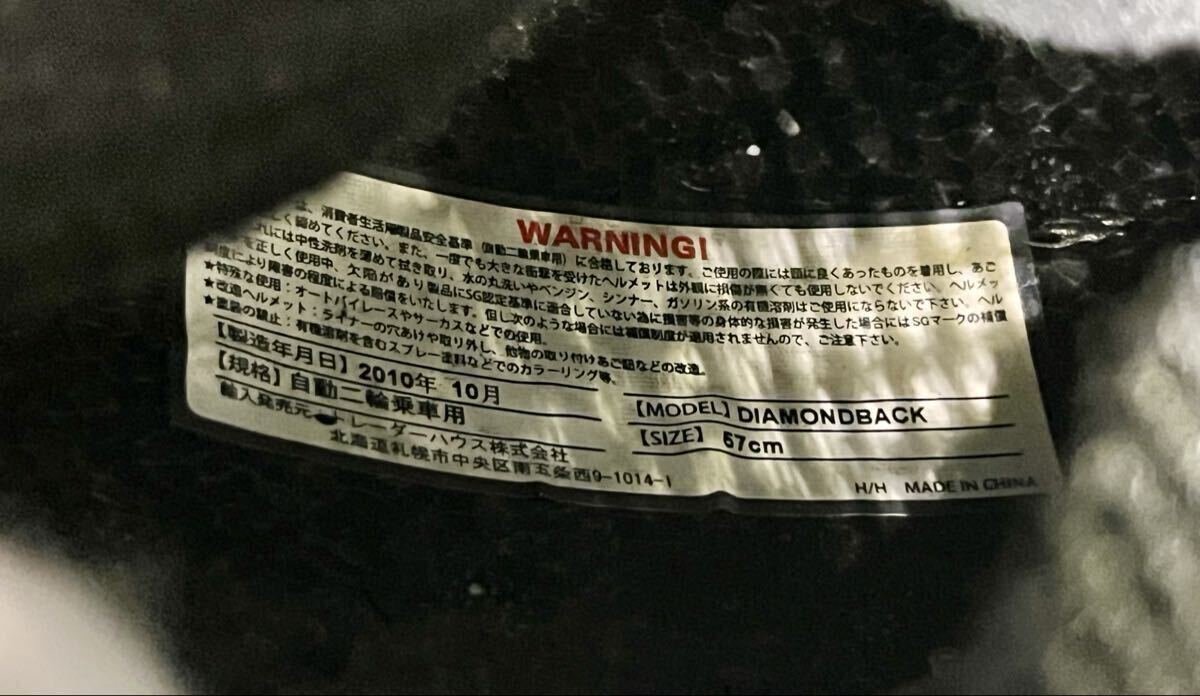 WARNING!
は、消費者生活用製品安全基準（自動二輪乗車用）に合格しております。ご使用の際には頭に良くあったものを着用し、あご
しく締めてください。また、一度でも大きな衝撃を受けたヘルメットは外観に損傷が無くても使用しないでください。ヘルメッ
れには中性洗剤を薄めて拭き取り、水の丸洗いやベンジン、シンナー、ガソリン系の有機溶剤はご使用にならないで下さい。ヘル
を正しく使用中、欠陥があり製品にSG認定基準に適合していない為に損害等の身体的な損害が発生した場合にはSGマークの補償
制度により障害の程度による賠償をいたします。但し次のような場合には補償制度が適用されませんので、ご注意下さい。
★特殊な使用：オートバイレースやサーカスなどでの使用。
★改造ヘルメット：ライナーの穴あけや取り外し、他物の取り付けあご紐などの改造。
★塗装の禁止：有機溶剤を含むスプレー塗料などでのカラーリング等。
【製造年月日】2010年 10月
【規格】自動二輪乗車用
輸入発売元 トレーダーハウス株式会社
北海道札幌市中央区南五条西9-1014-1
【MODEL】DIAMONDBACK
【SIZE】57cm
H/H MADE IN CHINA